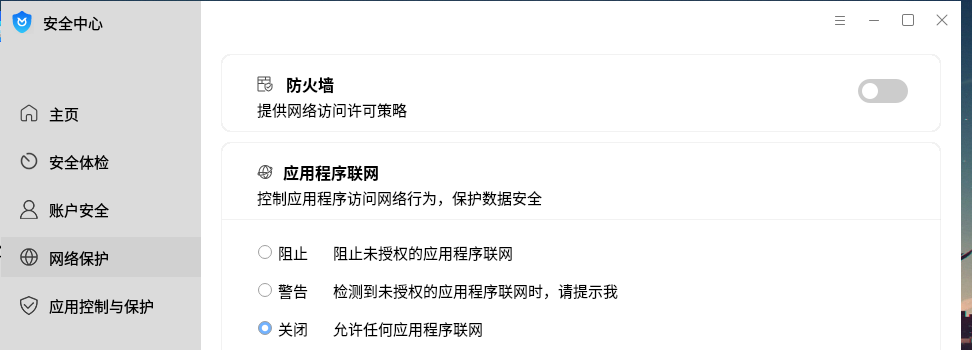 安全中心
主页
安全体检
账户安全
网络保护
应用控制与保护
防火墙
提供网络访问许可策略
应用程序联网
控制应用程序访问网络行为，保护数据安全
阻止 阻止未授权的应用程序联网
警告 检测到未授权的应用程序联网时，请提示我
关闭 允许任何应用程序联网